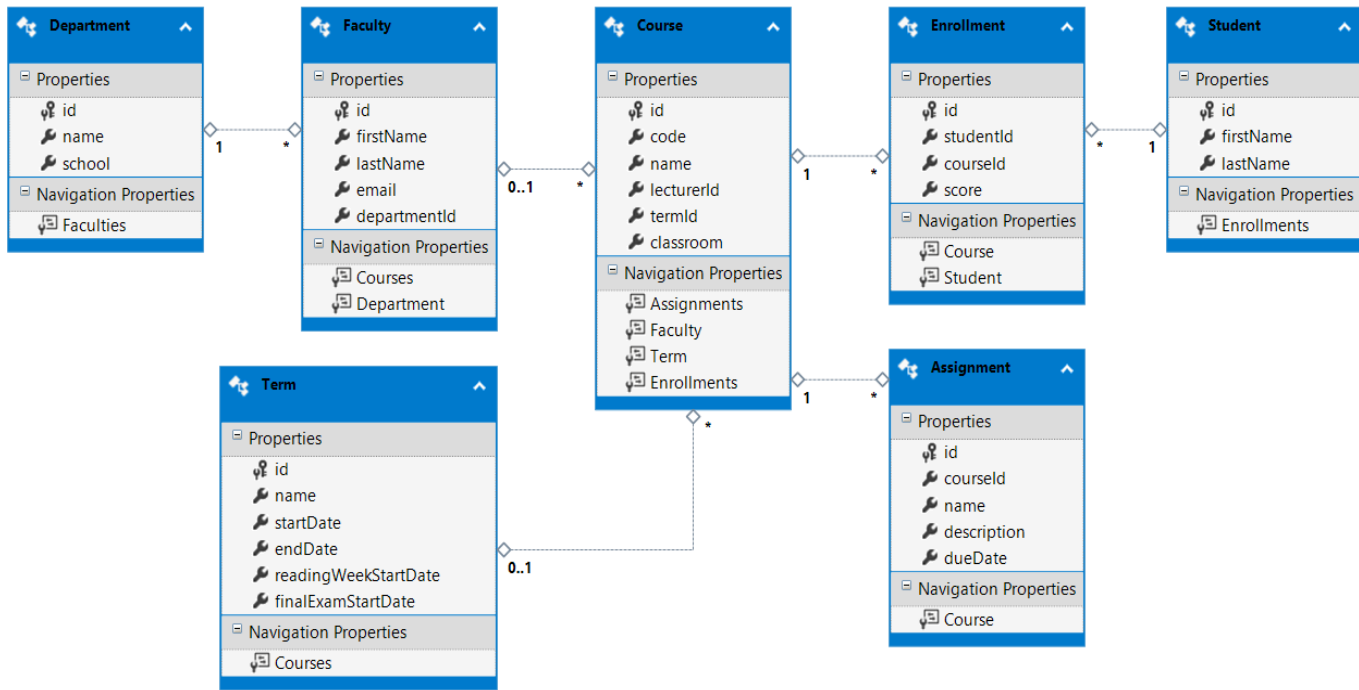 Department
Properties
id
name
school
Navigation Properties
Faculties
1
*
Faculty
Properties
id
firstName
lastName
email
departmentId
Navigation Properties
Courses
Department
0..1
*
Course
Properties
id
code
name
lecturerId
termId
classroom
Navigation Properties
Assignments
Faculty
Term
Enrollments
1
*
Enrollment
Properties
id
studentId
courseId
score
Navigation Properties
Course
Student
*
1
Student
Properties
id
firstName
lastName
Navigation Properties
Enrollments
Term
Properties
id
name
startDate
endDate
readingWeekStartDate
finalExamStartDate
Navigation Properties
Courses
0..1
*
1
*
Assignment
Properties
id
courseId
name
description
dueDate
Navigation Properties
Course